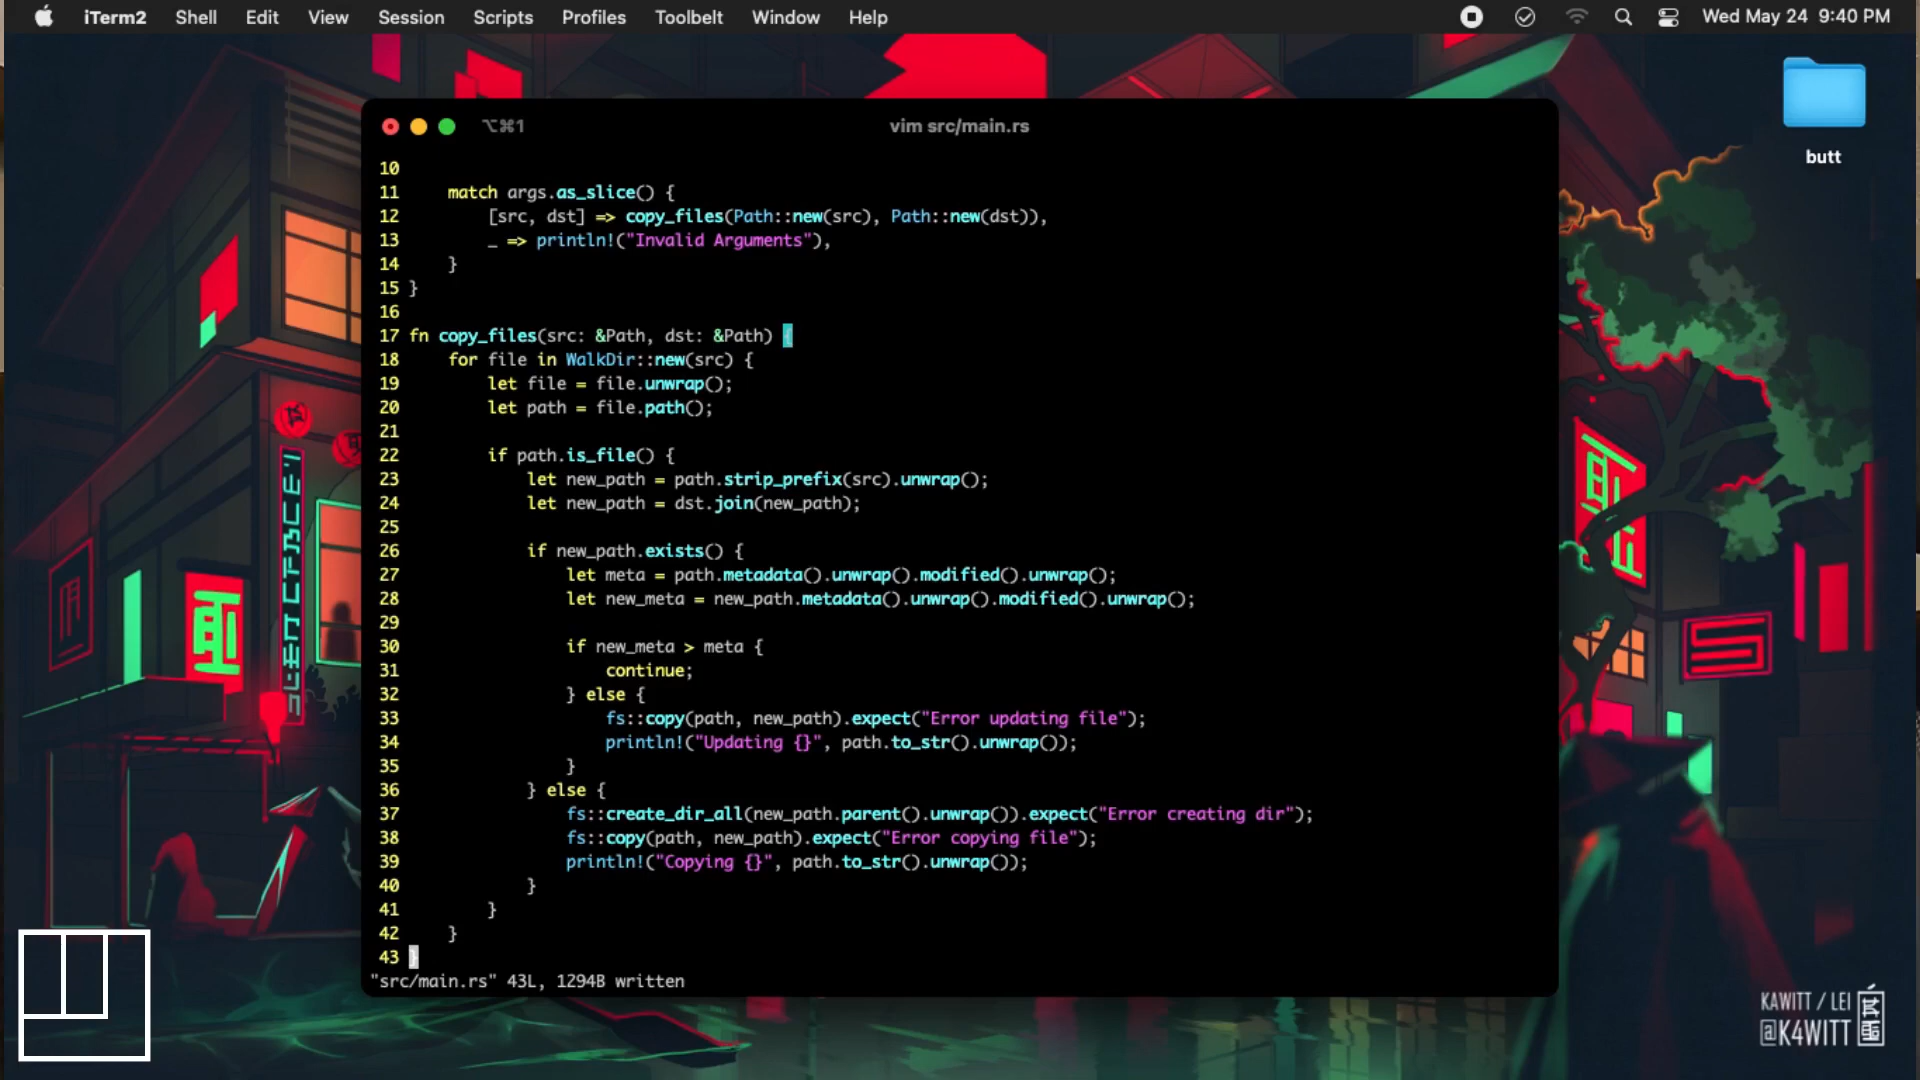 iTerm2 Shell Edit View Session Scripts Profiles Toolbelt Window Help Wed May 24 9:40 PM
butt
⌥⌘1 vim src/main.rs
10
11     match args.as_slice() {
12         [src, dst] => copy_files(Path::new(src), Path::new(dst)),
13         _ => println!("Invalid Arguments"),
14     }
15 }
16
17 fn copy_files(src: &Path, dst: &Path) {
18     for file in WalkDir::new(src) {
19         let file = file.unwrap();
20         let path = file.path();
21
22         if path.is_file() {
23             let new_path = path.strip_prefix(src).unwrap();
24             let new_path = dst.join(new_path);
25
26             if new_path.exists() {
27                 let meta = path.metadata().unwrap().modified().unwrap();
28                 let new_meta = new_path.metadata().unwrap().modified().unwrap();
29
30                 if new_meta > meta {
31                     continue;
32                 } else {
33                     fs::copy(path, new_path).expect("Error updating file");
34                     println!("Updating {}", path.to_str().unwrap());
35                 }
36             } else {
37                 fs::create_dir_all(new_path.parent().unwrap()).expect("Error creating dir");
38                 fs::copy(path, new_path).expect("Error copying file");
39                 println!("Copying {}", path.to_str().unwrap());
40             }
41         }
42     }
43 }
"src/main.rs" 43L, 1294B written
KAWITT / LEI
@K4WITT